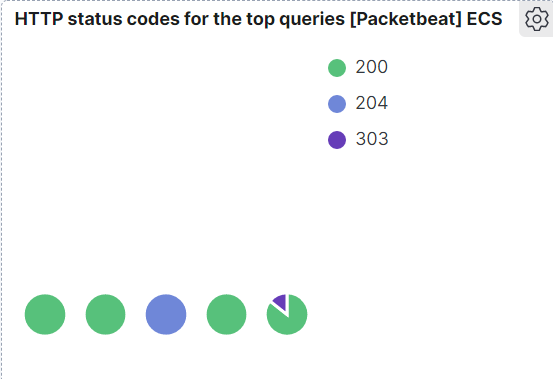 HTTP status codes for the top queries [Packetbeat] ECS
200
204
303